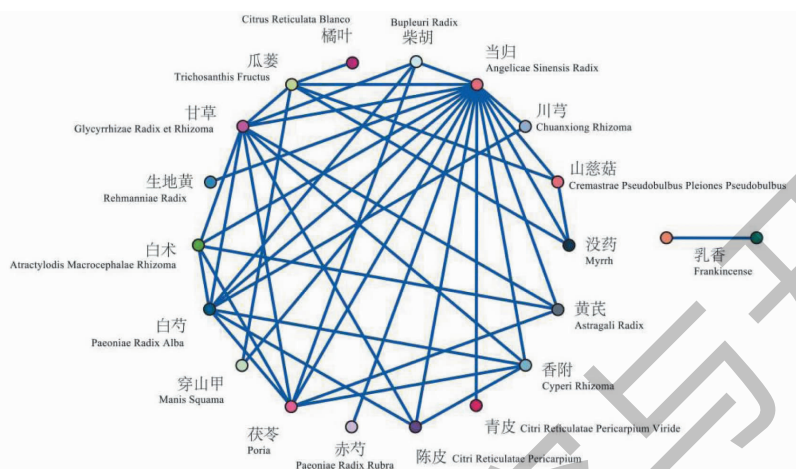 Citrus Reticulata Blanco
橘叶
Bupleuri Radix
柴胡
当归
Angelicae Sinensis Radix
瓜蒌
Trichosanthis Fructus
川芎
Chuanxiong Rhizoma
甘草
Glycyrrhizae Radix et Rhizoma
山慈菇
Cremastrae Pseudobulbus Pleiones Pseudobulbus
生地黄
Rehmanniae Radix
没药
Myrrh
乳香
Frankincense
白术
Atractylodis Macrocephalae Rhizoma
黄芪
Astragali Radix
白芍
Paeoniae Radix Alba
香附
Cyperi Rhizoma
穿山甲
Manis Squama
青皮 Citri Reticulatae Pericarpium Viride
茯苓
Poria
赤芍
Paeoniae Radix Rubra
陈皮 Citri Reticulatae Pericarpium